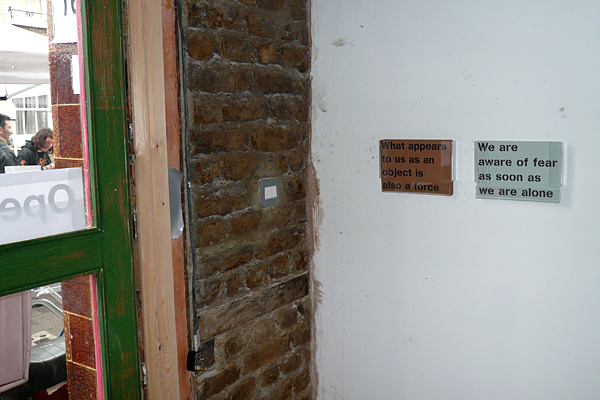 What appears
to us as an
object is
also a force
We are
aware of fear
as soon as
we are alone
Ope